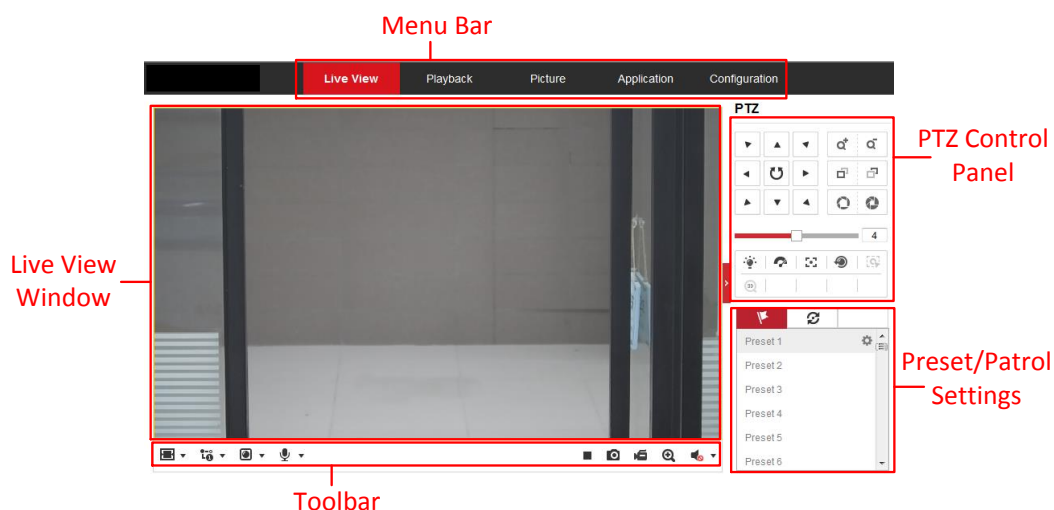 Menu Bar
Live View
Playback
Picture
Application
Configuration
PTZ
PTZ Control
Panel
4
Live View
Window
Preset 1
Preset 2
Preset 3
Preset 4
Preset 5
Preset 6
Preset/Patrol
Settings
Toolbar